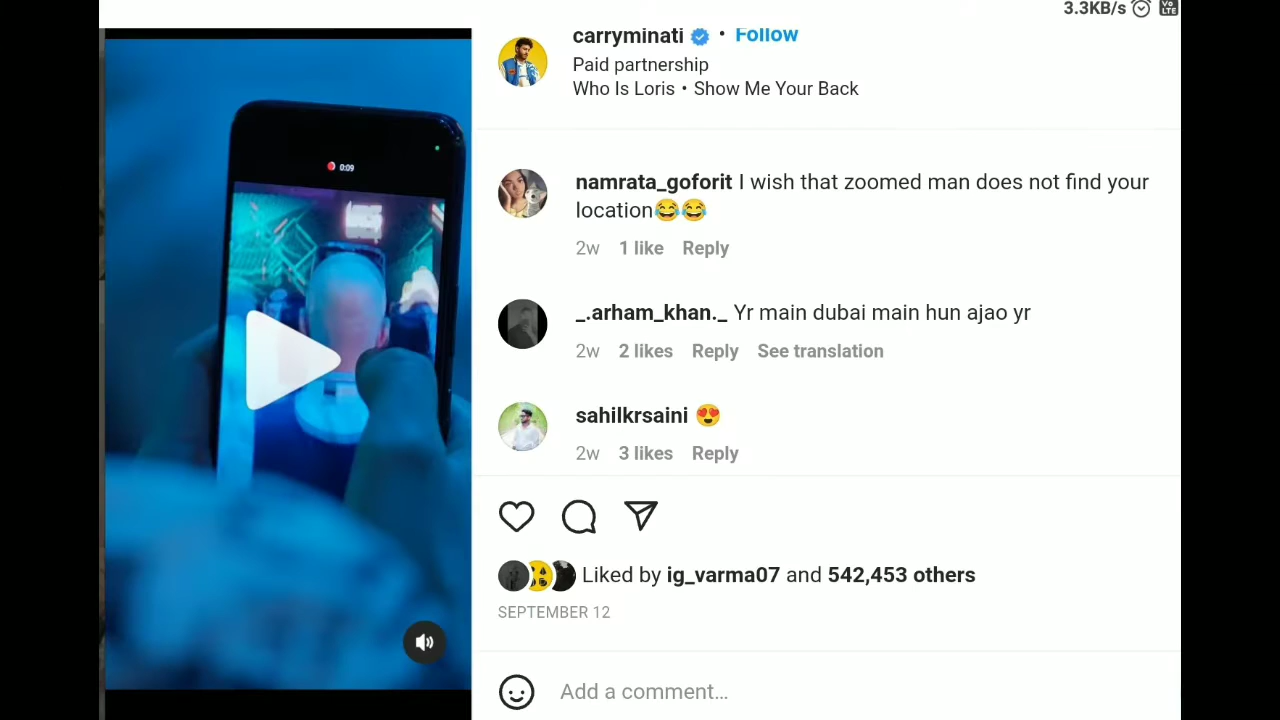 3.3KB/s Vo LTE
carryminati • Follow
Paid partnership
Who Is Loris • Show Me Your Back
0:09
namrata_goforit I wish that zoomed man does not find your
location😂😂
2w 1 like Reply
_.arham_khan._ Yr main dubai main hun ajao yr
2w 2 likes Reply See translation
sahilkrsaini 😍
2w 3 likes Reply
Liked by ig_varma07 and 542,453 others
SEPTEMBER 12
Add a comment...